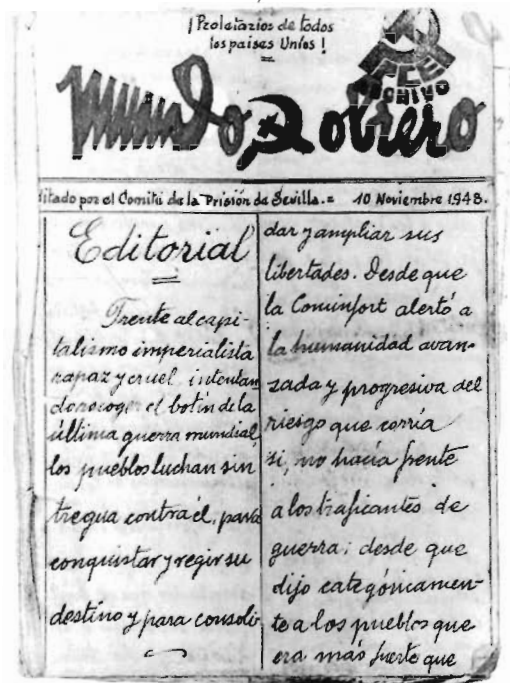 ¡Proletarios de todos
los paises Uníos!
PCE
ARCHIVO
Mundo obrero
itado por el Comité de la Prisión de Sevilla.= 10 Noviembre 1948.
Editorial
Frente al capi-
talismo imperialista
rapaz y cruel intentan
do recoger el botín de la
última guerra mundial,
los pueblos luchan sin
tregua contra él, para
conquistar y regir su
destino y para consoli-
dar y ampliar sus
libertades. Desde que
la Cominfort alertó a
la humanidad avan-
zada y progresiva del
riesgo que corría
si, no hacía frente
a los traficantes de
guerra; desde que
dijo categóricamen-
te a los pueblos que
era más fuerte que